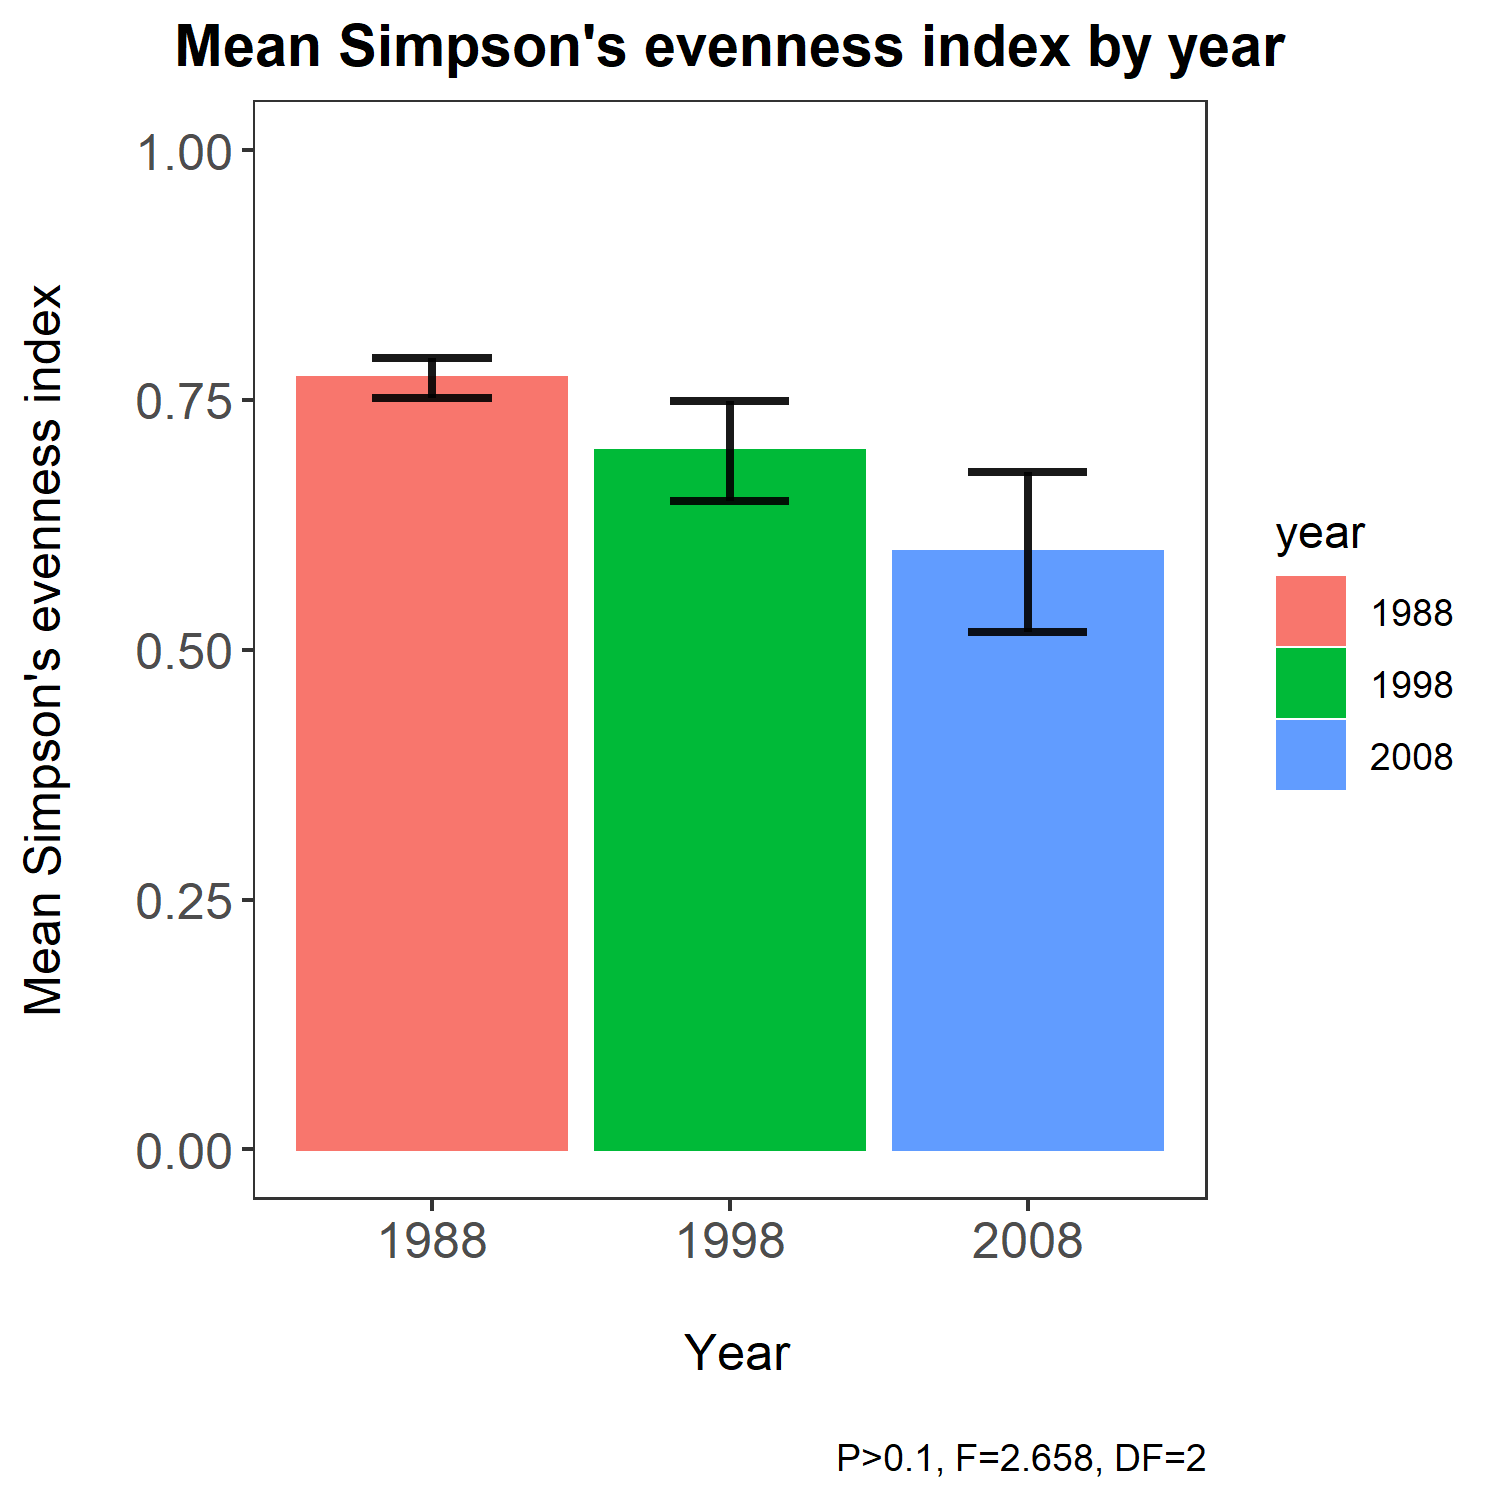 Mean Simpson's evenness index by year
Mean Simpson's evenness index
1.00
0.75
0.50
0.25
0.00
1988 1998 2008
Year
year
1988
1998
2008
P>0.1, F=2.658, DF=2